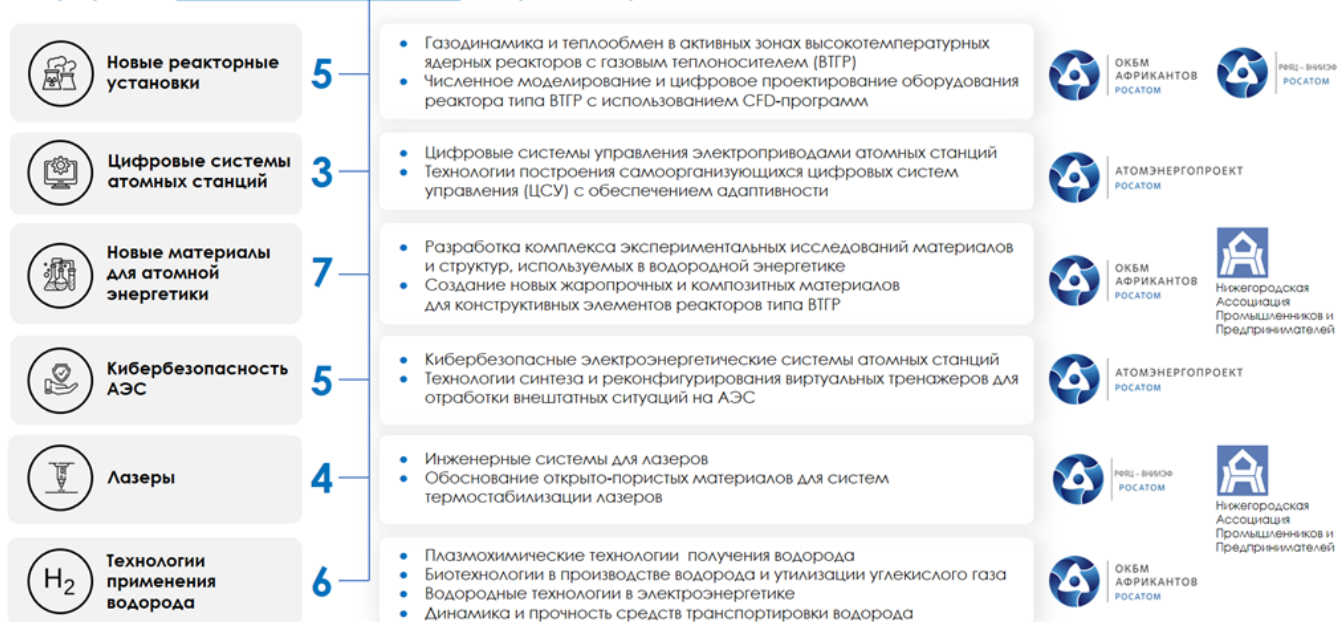 Новые реакторные
установки
5
• Газодинамика и теплообмен в активных зонах высокотемпературных
ядерных реакторов с газовым теплоносителем (ВТГР)
• Численное моделирование и цифровое проектирование оборудования
реактора типа ВТГР с использованием CFD-программ
ОКБМ
АФРИКАНТОВ
РОСАТОМ
РФЯЦ – ВНИИЭФ
РОСАТОМ
Цифровые системы
атомных станций
3
• Цифровые системы управления электроприводами атомных станций
• Технологии построения самоорганизующихся цифровых систем
управления (ЦСУ) с обеспечением адаптивности
АТОМЭНЕРГОПРОЕКТ
РОСАТОМ
Новые материалы
для атомной
энергетики
7
• Разработка комплекса экспериментальных исследований материалов
и структур, используемых в водородной энергетике
• Создание новых жаропрочных и композитных материалов
для конструктивных элементов реакторов типа ВТГР
ОКБМ
АФРИКАНТОВ
РОСАТОМ
Нижегородская
Ассоциация
Промышленников и
Предпринимателей
Кибербезопасность
АЭС
5
• Кибербезопасные электроэнергетические системы атомных станций
• Технологии синтеза и реконфигурирования виртуальных тренажеров для
отработки внештатных ситуаций на АЭС
АТОМЭНЕРГОПРОЕКТ
РОСАТОМ
Лазеры
4
• Инженерные системы для лазеров
• Обоснование открыто-пористых материалов для систем
термостабилизации лазеров
РФЯЦ – ВНИИЭФ
РОСАТОМ
Нижегородская
Ассоциация
Промышленников и
Предпринимателей
H2
Технологии
применения
водорода
6
• Плазмохимические технологии получения водорода
• Биотехнологии в производстве водорода и утилизации углекислого газа
• Водородные технологии в электроэнергетике
• Динамика и прочность средств транспортировки водорода
ОКБМ
АФРИКАНТОВ
РОСАТОМ